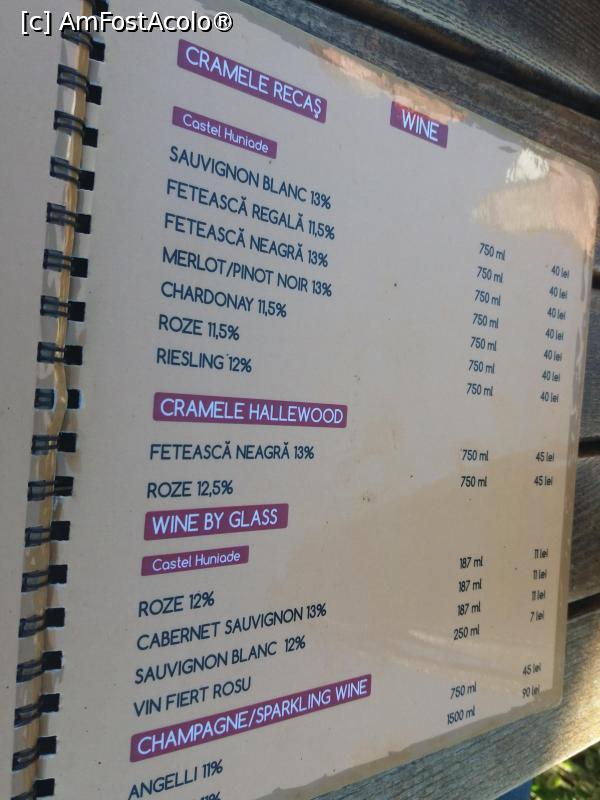 [c] AmFostAcolo®
CRAMELE RECAȘ WINE
Castel Huniade
SAUVIGNON BLANC 13% 750 ml 40 lei
FETEASCĂ REGALĂ 11,5% 750 ml 40 lei
FETEASCĂ NEAGRĂ 13% 750 ml 40 lei
MERLOT/PINOT NOIR 13% 750 ml 40 lei
CHARDONAY 11,5% 750 ml 40 lei
ROZE 11,5% 750 ml 40 lei
RIESLING 12% 750 ml 40 lei
CRAMELE HALLEWOOD
FETEASCĂ NEAGRĂ 13% 750 ml 45 lei
ROZE 12,5% 750 ml 45 lei
WINE BY GLASS
Castel Huniade
ROZE 12% 187 ml 11 lei
CABERNET SAUVIGNON 13% 187 ml 11 lei
SAUVIGNON BLANC 12% 187 ml 11 lei
VIN FIERT ROSU 250 ml 7 lei
CHAMPAGNE/SPARKLING WINE
ANGELLI 11% 750 ml 45 lei
11% 1500 ml 90 lei